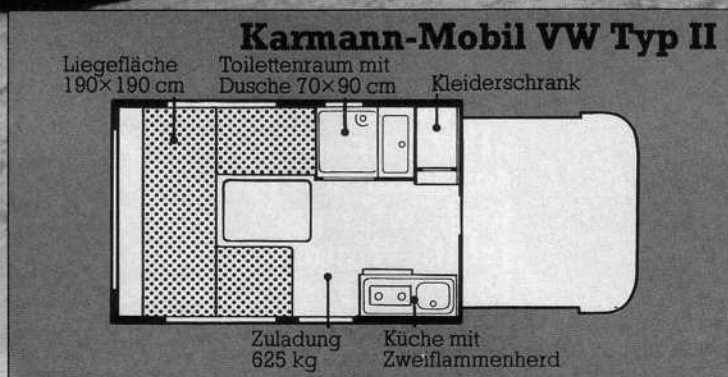 Karmann-Mobil VW Typ II
Liegefläche
190×190 cm
Toilettenraum mit
Dusche 70×90 cm
Kleiderschrank
Zuladung
625 kg
Küche mit
Zweiflammenherd